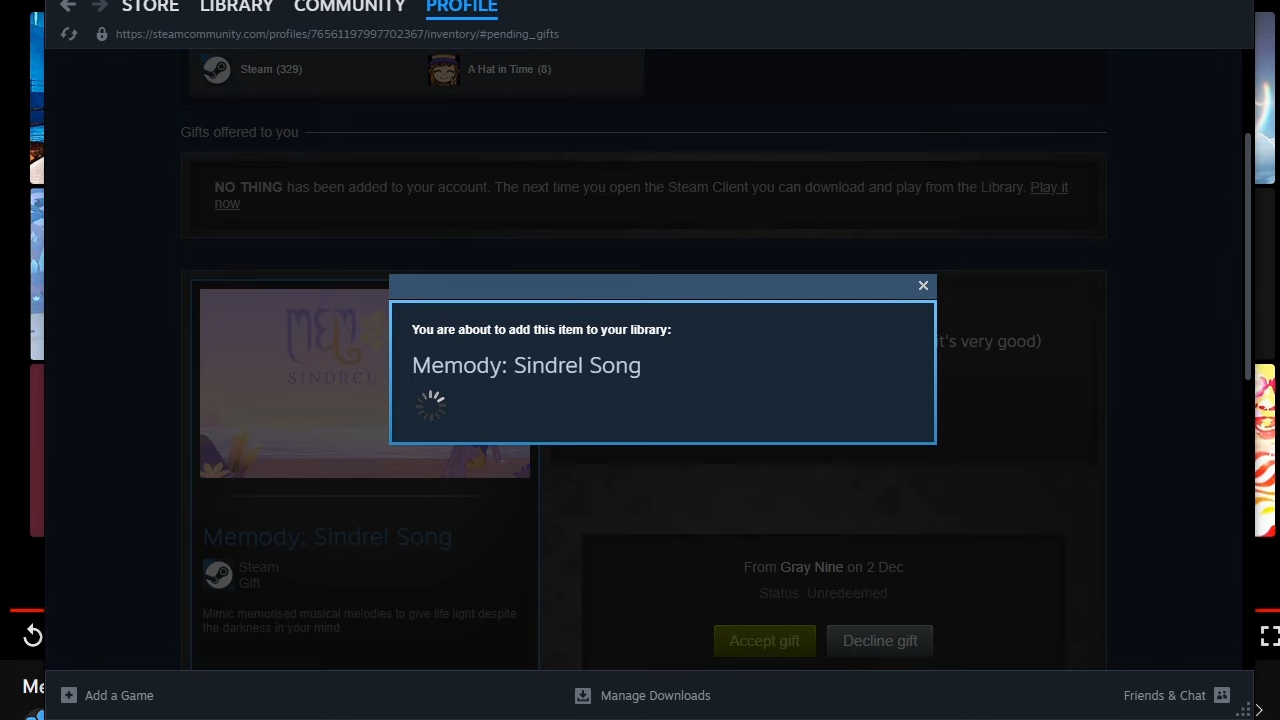 STORE LIBRARY COMMUNITY PROFILE
https://steamcommunity.com/profiles/76561197997702367/inventory/#pending_gifts
Steam (329) A Hat in Time (8)
Gifts offered to you
NO THING has been added to your account. The next time you open the Steam Client you can download and play from the Library. Play it
now
You are about to add this item to your library:
Memody: Sindrel Song
it's very good)
SINDREL
Memody: Sindrel Song
Steam
Gift
Mimic memorised musical melodies to give life light despite
the darkness in your mind
From Gray Nine on 2 Dec
Status: Unredeemed
Accept gift Decline gift
Me
Add a Game Manage Downloads Friends & Chat